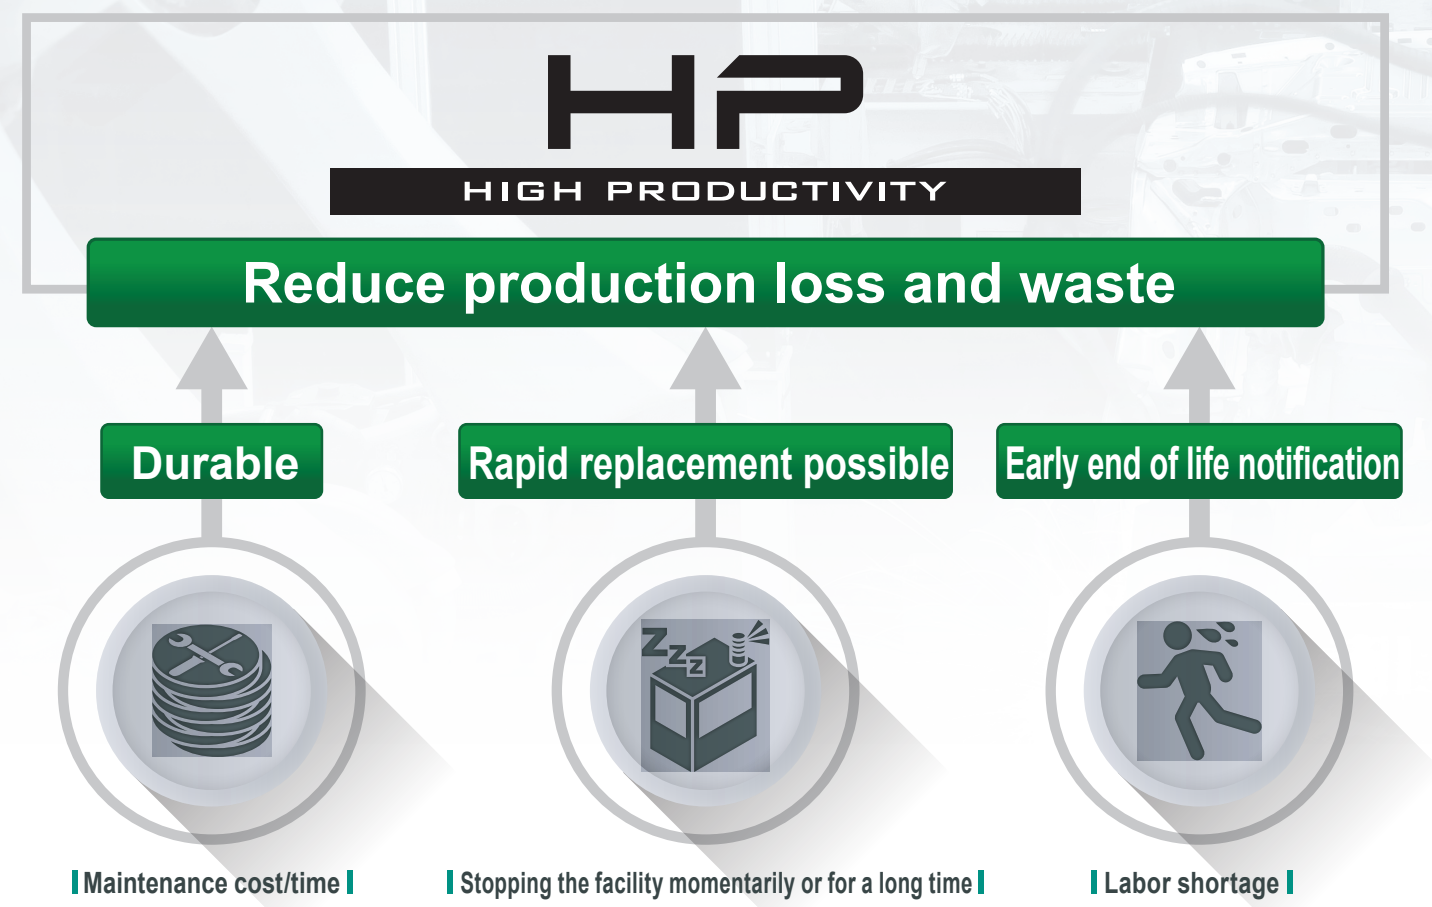 HP
HIGH PRODUCTIVITY
Reduce production loss and waste
Durable
Rapid replacement possible
Early end of life notification
Z Z Z Z
Maintenance cost/time
Stopping the facility momentarily or for a long time
Labor shortage